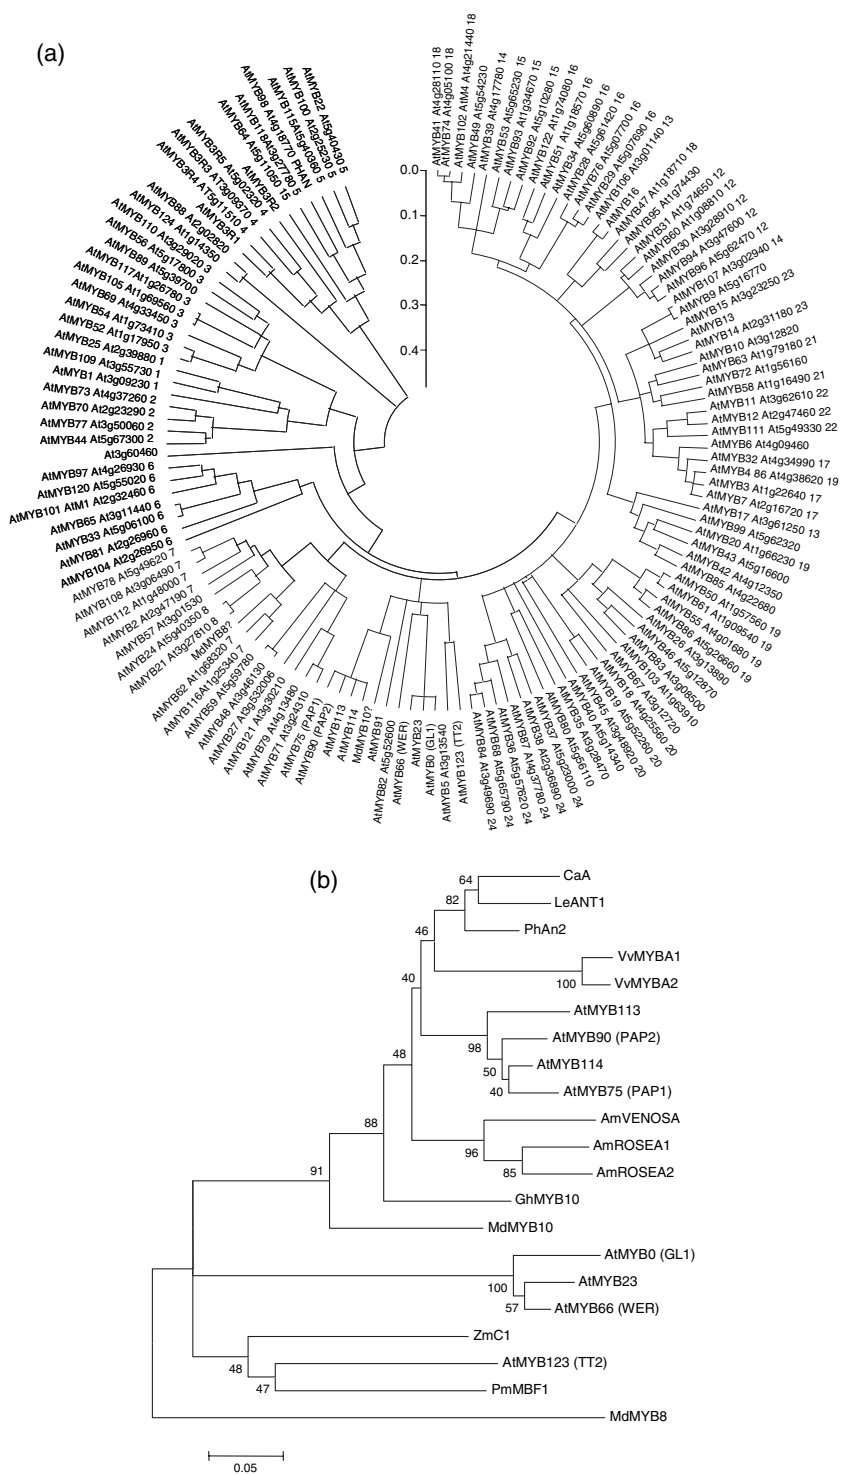 (a)
AtMYB41 At4g28110 18
AtMYB74 At4g05100 18
AtMYB102 AtM4 At4g21440 18
AtMYB49 At5g54230
AtMYB39 At4g17780 14
AtMYB53 At5g65230 15
AtMYB93 At1g34670 15
AtMYB92 At5g10280 15
AtMYB122 At1g74080 16
AtMYB51 At1g18570 16
AtMYB34 At5g60890 16
AtMYB28 At5g61420 16
AtMYB76 At5g07700 16
AtMYB29 At5g07690 16
AtMYB106 At3g01140 13
AtMYB16
AtMYB47 At1g18710 18
AtMYB95 At1g74430
AtMYB31 At1g74650 12
AtMYB60 At1g08810 12
AtMYB30 At3g28910 12
AtMYB94 At3g47600 12
AtMYB96 At5g62470 12
AtMYB107 At3g02940 14
AtMYB9 At5g16770
AtMYB15 At3g23250 23
AtMYB13
AtMYB14 At2g31180 23
AtMYB10 At3g12820
AtMYB63 At1g79180 21
AtMYB72 At1g56160
AtMYB58 At1g16490 21
AtMYB11 At3g62610 22
AtMYB12 At2g47460 22
AtMYB111 At5g49330 22
AtMYB6 At4g09460
AtMYB32 At4g34990 17
AtMYB4 86 At4g38620 19
AtMYB3 At1g22640 17
AtMYB7 At2g16720 17
AtMYB17 At3g61250 13
AtMYB99 At5g62320
AtMYB20 At1g66230 19
AtMYB43 At5g16600
AtMYB42 At4g12350
AtMYB85 At4g22680
AtMYB50 At1g57560 19
AtMYB61 At1g09540 19
AtMYB55 At4g01680 19
AtMYB86 At5g26660 19
AtMYB26 At3g13890
AtMYB46 At5g12870
AtMYB83 At3g08500
AtMYB103 At1g63910
AtMYB67 At3g12720
AtMYB18 At4g25560 20
AtMYB19 At5g52260 20
AtMYB45 At3g48920 20
AtMYB40 At5g14340
AtMYB35 At3g28470
AtMYB80 At5g56110
AtMYB37 At5g23000 24
AtMYB38 At2g36890 24
AtMYB87 At4g37780 24
AtMYB36 At5g57620 24
AtMYB68 At5g65790 24
AtMYB84 At3g49690 24
AtMYB123 (TT2)
AtMYB5 At3g13540
AtMYB0 (GL1)
AtMYB23
AtMYB66 (WER)
AtMYB82 At5g52600
AtMYB91
MdMYB10?
AtMYB114
AtMYB113
AtMYB90 (PAP2)
AtMYB75 (PAP1)
AtMYB71 At3g24310
AtMYB79 At4g13480
AtMYB121 At3g30210
AtMYB27 At3g532006
AtMYB48 At3g46130
AtMYB59 At5g59780
AtMYB116At1g25340 7
AtMYB62 At1g68320 7
MdMYB8?
AtMYB21 At3g27810 8
AtMYB24 At5g40350 8
AtMYB57 At3g01530
AtMYB2 At2g47190 7
AtMYB112 At1g48000 7
AtMYB108 At3g06490 7
AtMYB78 At5g49620 7
AtMYB104 At2g26950 6
AtMYB81 At2g26960 6
AtMYB33 At5g06100 6
AtMYB65 At3g11440 6
AtMYB101 AtM1 At2g32460 6
AtMYB120 At5g55020 6
AtMYB97 At4g26930 6
At3g60460
AtMYB44 At5g67300 2
AtMYB77 At3g50060 2
AtMYB70 At2g23290 2
AtMYB73 At4g37260 2
AtMYB1 At3g09230 1
AtMYB109 At3g55730 1
AtMYB25 At2g39880 1
AtMYB52 At1g17950 3
AtMYB54 At1g73410 3
AtMYB69 At4g33450 3
AtMYB105 At1g69560 3
AtMYB117At1g26780 3
AtMYB89 At5g39700
AtMYB56 At5g17800 3
AtMYB110 At3g29020 3
AtMYB124 At1g14350
AtMYB88 At2g02820
AtMYB3R1
AtMYB3R4 AT5g11510 4
AtMYB3R3 AT3g09370 4
AtMYB3R5 At5g02320 4
AtMYB3R2
AtMYB64 At5g11050 15
AtMYB118At3g27780 5
AtMYB98 At4g18770 PHAN
AtMYB115At5g40360 5
AtMYB100 At2g25230 5
AtMYB22 At5g40430 5
0.0
0.1
0.2
0.3
0.4
(b)
CaA
64
LeANT1
82
PhAn2
46
VvMYBA1
100
VvMYBA2
40
AtMYB113
AtMYB90 (PAP2)
98
AtMYB114
50
AtMYB75 (PAP1)
40
48
AmVENOSA
AmROSEA1
96
AmROSEA2
85
88
GhMYB10
91
MdMYB10
AtMYB0 (GL1)
AtMYB23
100
AtMYB66 (WER)
57
ZmC1
AtMYB123 (TT2)
48
PmMBF1
47
MdMYB8
0.05